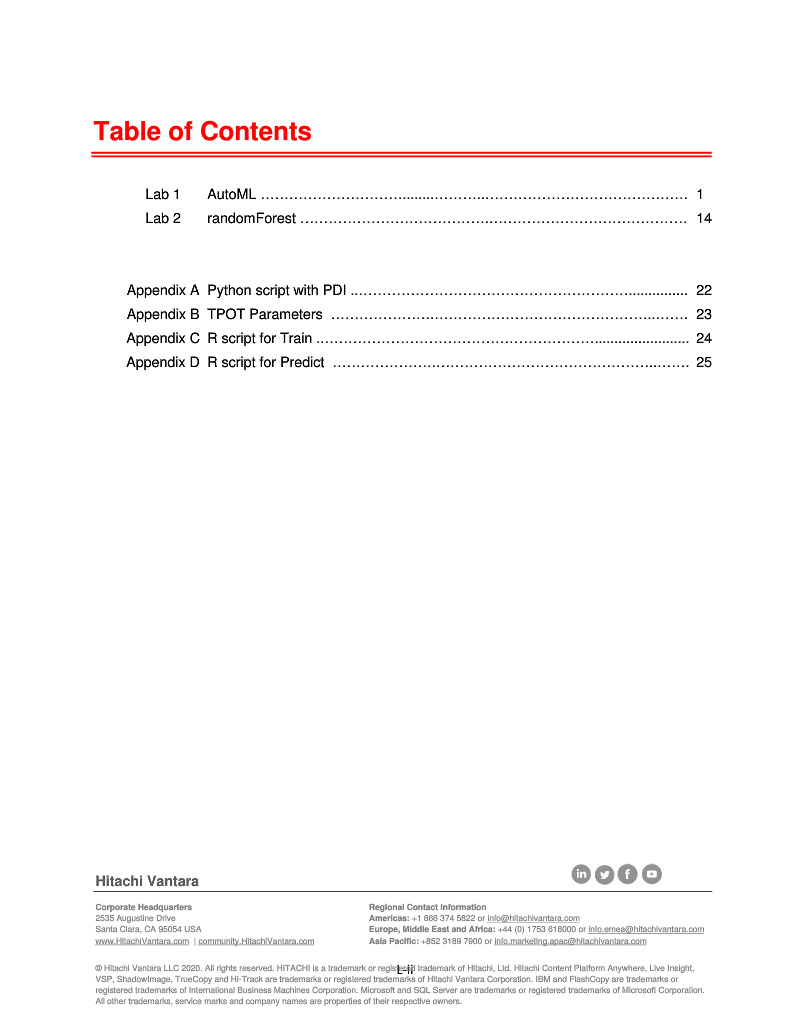 Table of Contents
Lab 1 AutoML ........................................ 1
Lab 2 randomForest ........................................ 14
Appendix A Python script with PDI ........................................ 22
Appendix B TPOT Parameters ........................................ 23
Appendix C R script for Train ........................................ 24
Appendix D R script for Predict ........................................ 25
Hitachi Vantara
Corporate Headquarters
2535 Augustine Drive
Santa Clara, CA 95054 USA
www.HitachiVantara.com | community.HitachiVantara.com
Regional Contact Information
Americas: +1 866 374 5822 or info@hitachivantara.com
Europe, Middle East and Africa: +44 (0) 1753 618000 or info.emea@hitachivantara.com
Asia Pacific: +852 3189 7900 or info.marketing.apac@hitachivantara.com
© Hitachi Vantara LLC 2020. All rights reserved. HITACHI is a trademark or registered trademark of Hitachi, Ltd. Hitachi Content Platform Anywhere, Live Insight,
VSP, ShadowImage, TrueCopy and Hi-Track are trademarks or registered trademarks of Hitachi Vantara Corporation. IBM and FlashCopy are trademarks or
registered trademarks of International Business Machines Corporation. Microsoft and SQL Server are trademarks or registered trademarks of Microsoft Corporation.
All other trademarks, service marks and company names are properties of their respective owners.
L-ii